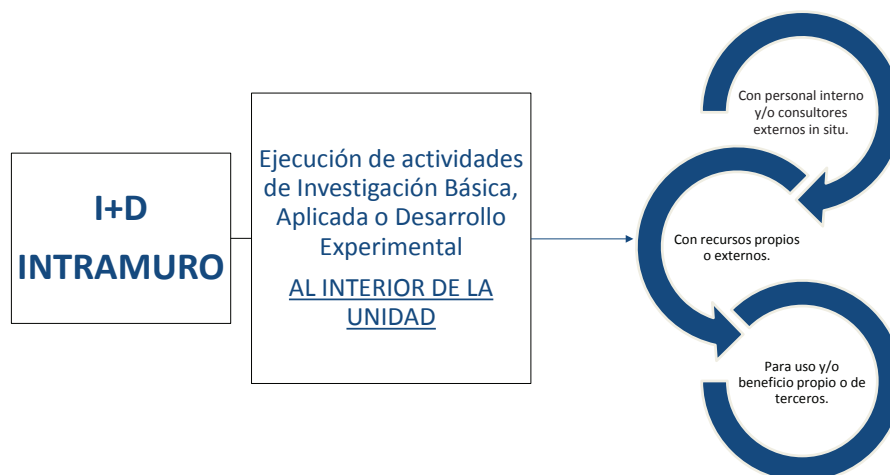 I+D
INTRAMURO
Ejecución de actividades
de Investigación Básica,
Aplicada o Desarrollo
Experimental
AL INTERIOR DE LA
UNIDAD
Con personal interno
y/o consultores
externos in situ.
Con recursos propios
o externos.
Para uso y/o
beneficio propio o de
terceros.